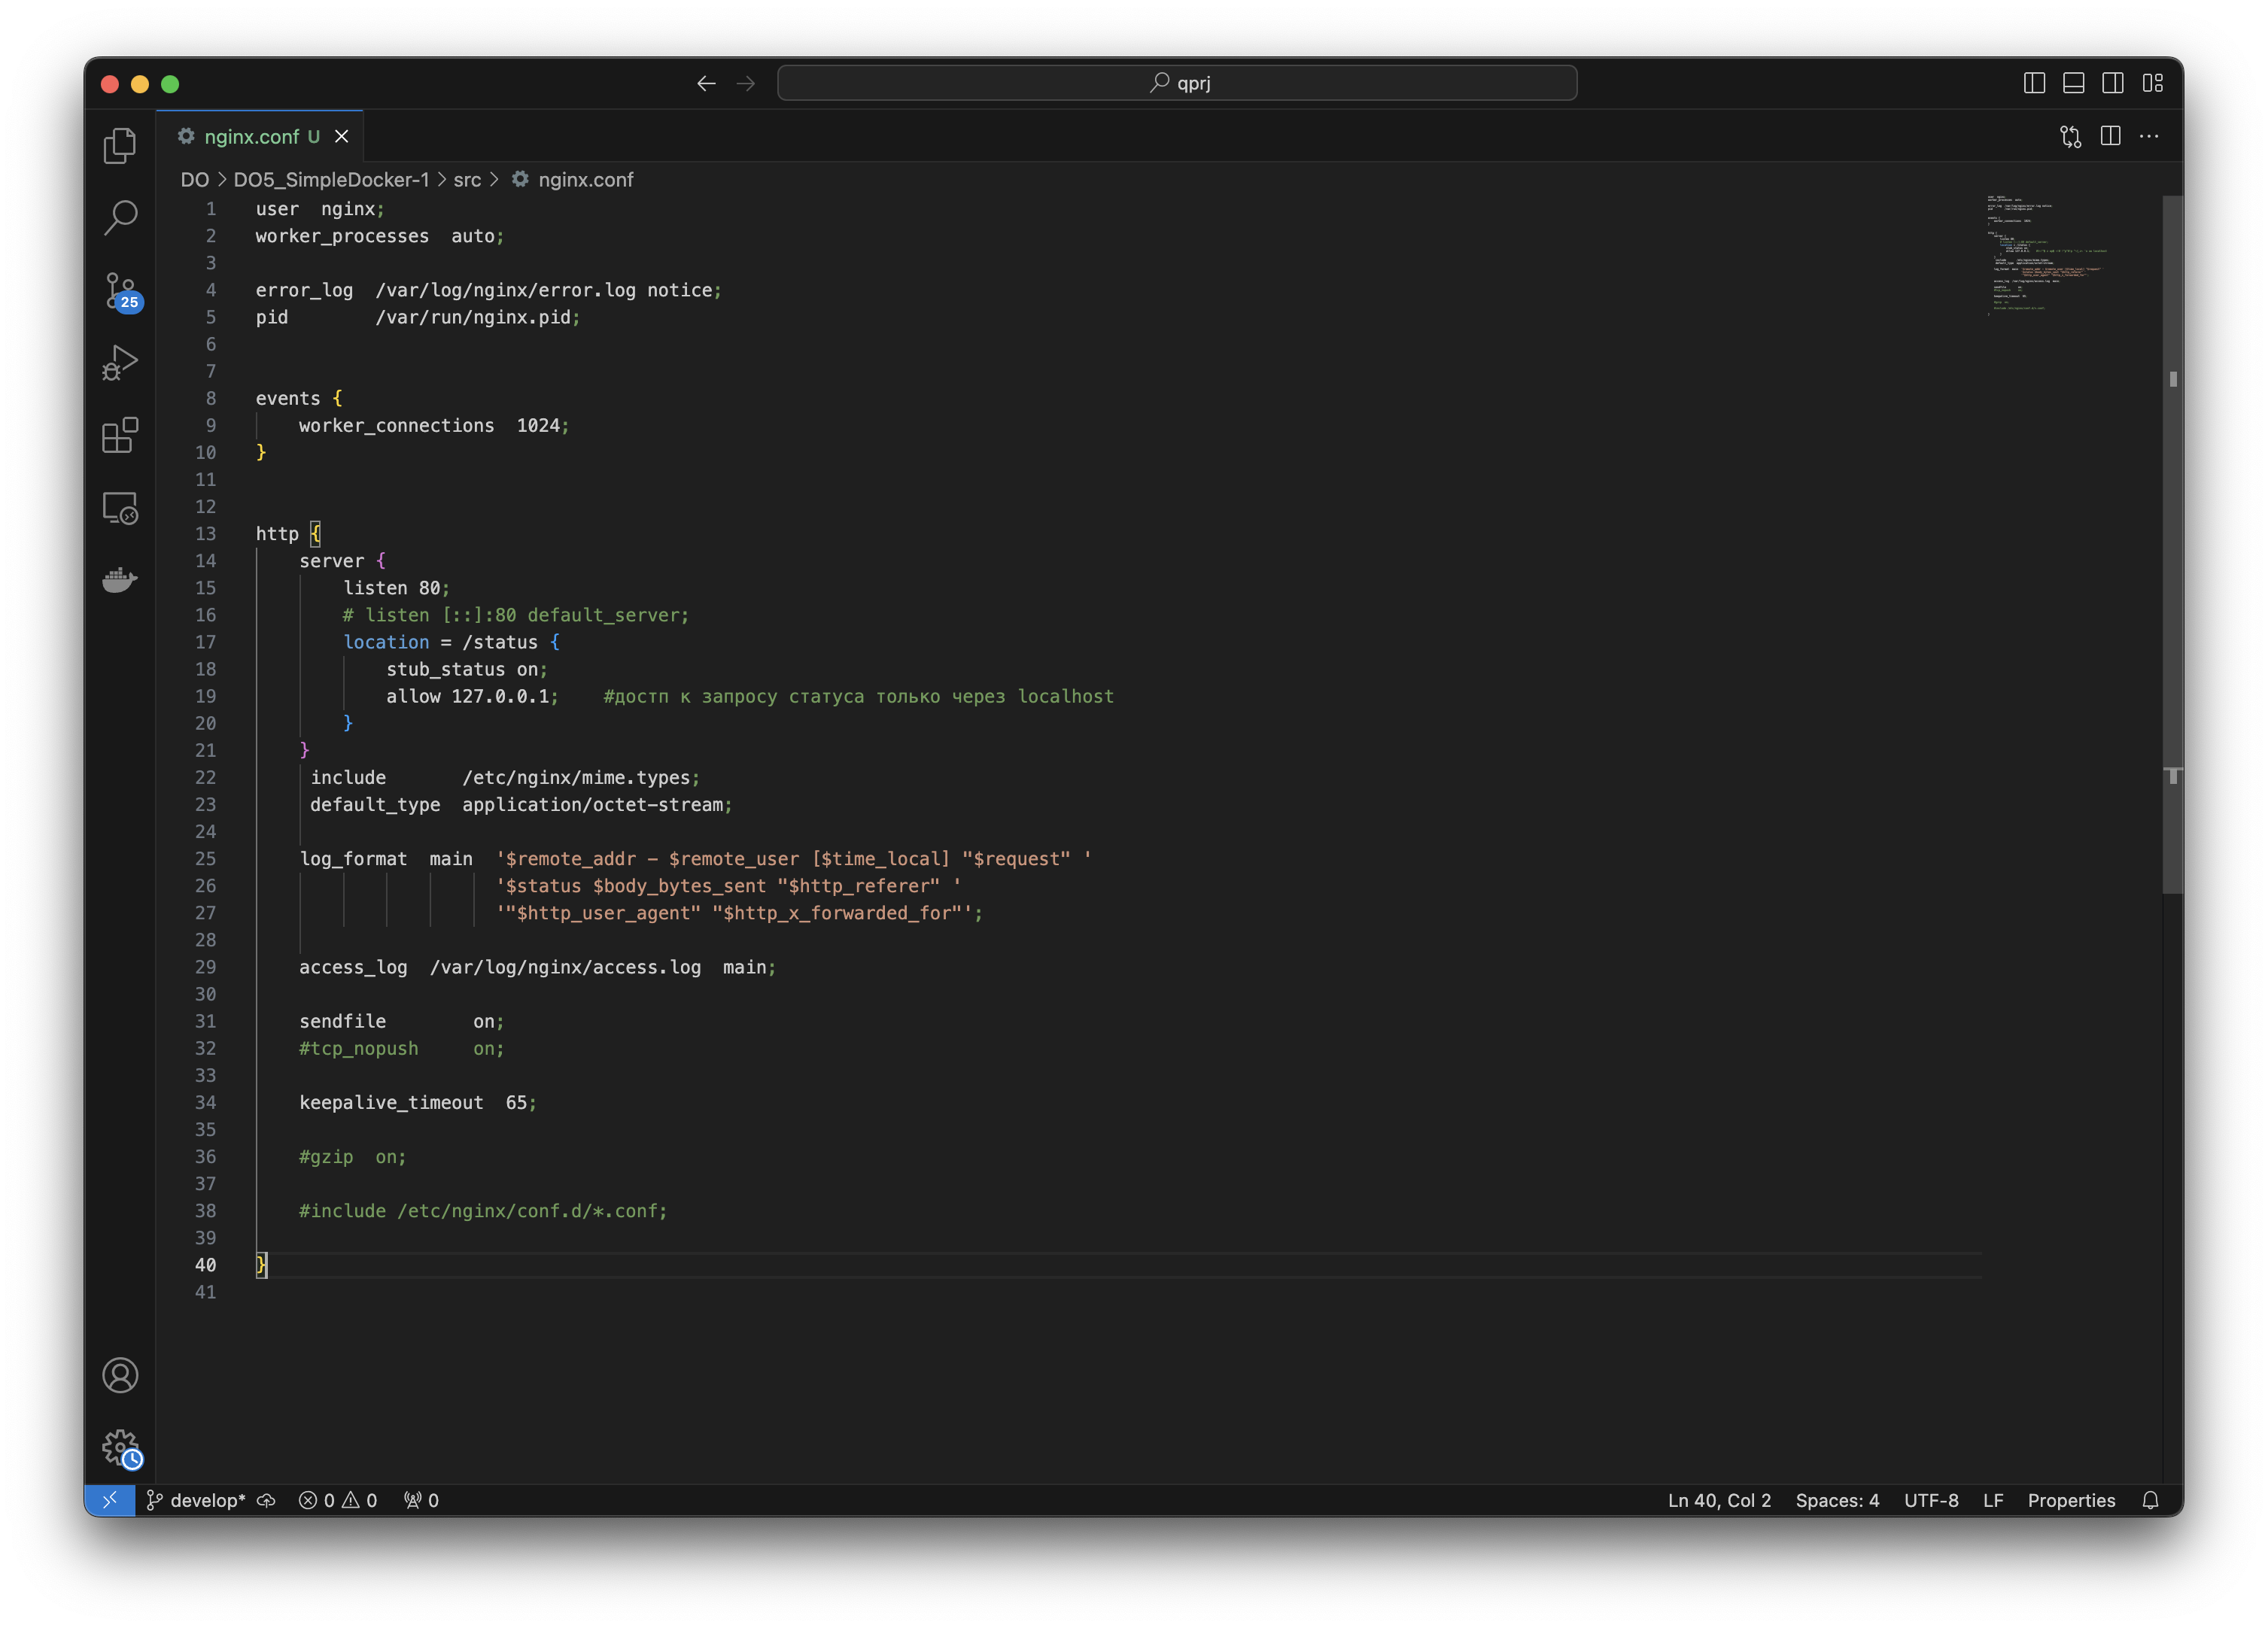 qprj
nginx.conf U
DO > DO5_SimpleDocker-1 > src > nginx.conf
25
1 user  nginx;
2 worker_processes  auto;
3
4 error_log  /var/log/nginx/error.log notice;
5 pid        /var/run/nginx.pid;
6
7
8 events {
9     worker_connections  1024;
10 }
11
12
13 http {
14     server {
15         listen 80;
16         # listen [::]:80 default_server;
17         location = /status {
18             stub_status on;
19             allow 127.0.0.1;    #достп к запросу статуса только через localhost
20         }
21     }
22      include       /etc/nginx/mime.types;
23      default_type  application/octet-stream;
24
25     log_format  main  '$remote_addr - $remote_user [$time_local] "$request" '
26                       '$status $body_bytes_sent "$http_referer" '
27                       '"$http_user_agent" "$http_x_forwarded_for"';
28
29     access_log  /var/log/nginx/access.log  main;
30
31     sendfile        on;
32     #tcp_nopush     on;
33
34     keepalive_timeout  65;
35
36     #gzip  on;
37
38     #include /etc/nginx/conf.d/*.conf;
39
40 }
41
develop* 0 0 0 Ln 40, Col 2 Spaces: 4 UTF-8 LF Properties